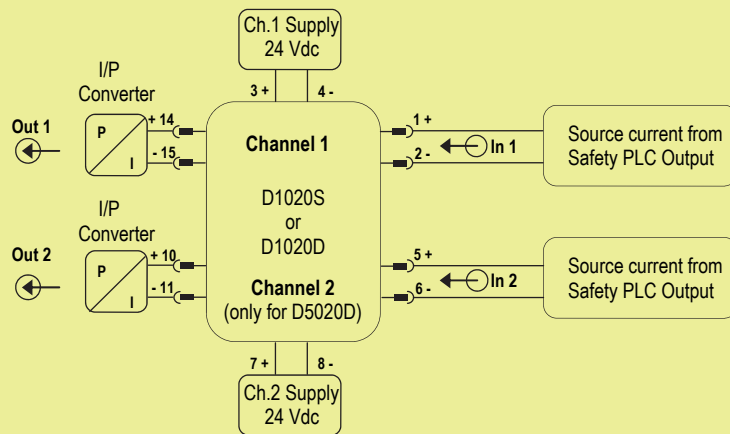 Ch.1 Supply
24 Vdc
3 +
4 -
I/P
Converter
Out 1
P
I
+ 14
- 15
Channel 1
1 +
2 -
In 1
Source current from
Safety PLC Output
D1020S
or
D1020D
I/P
Converter
Out 2
P
I
+ 10
- 11
Channel 2
(only for D5020D)
5 +
6 -
In 2
Source current from
Safety PLC Output
7 +
8 -
Ch.2 Supply
24 Vdc